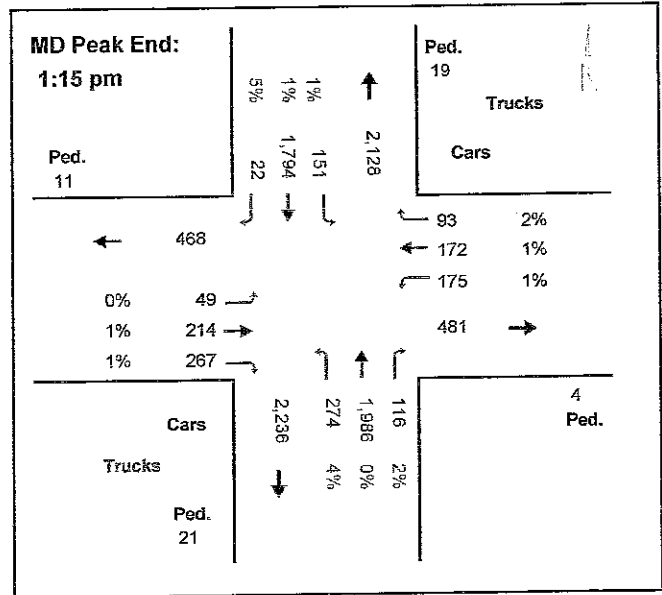 MD Peak End:
1:15 pm
Ped.
19
Trucks
Cars
5% 1% 1%
22 1,794 151 2,128
Ped.
11
468
93 2%
172 1%
175 1%
0% 49
1% 214
1% 267
481
2,236 274 1,986 116
4% 0% 2%
Cars
Trucks
Ped.
21
4
Ped.